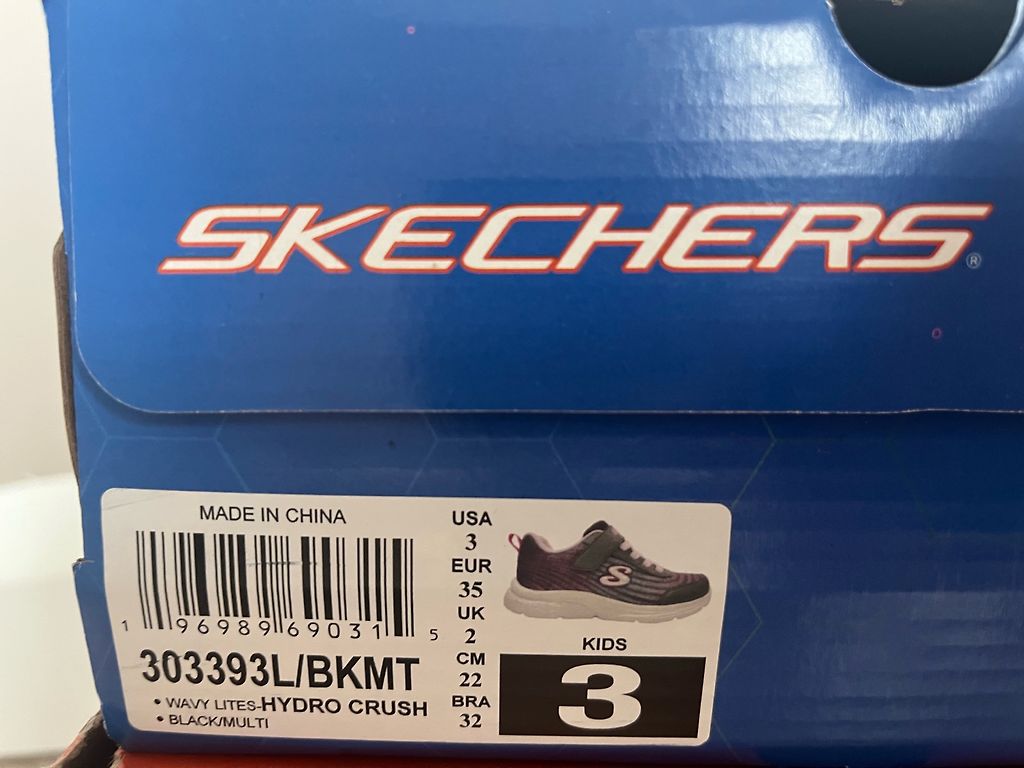 SKECHERS®
MADE IN CHINA
1 96989 69031 5
303393L/BKMT
• WAVY LITES-HYDRO CRUSH
• BLACK/MULTI
USA
3
EUR
35
UK
2
CM
22
BRA
32
S
KIDS
3